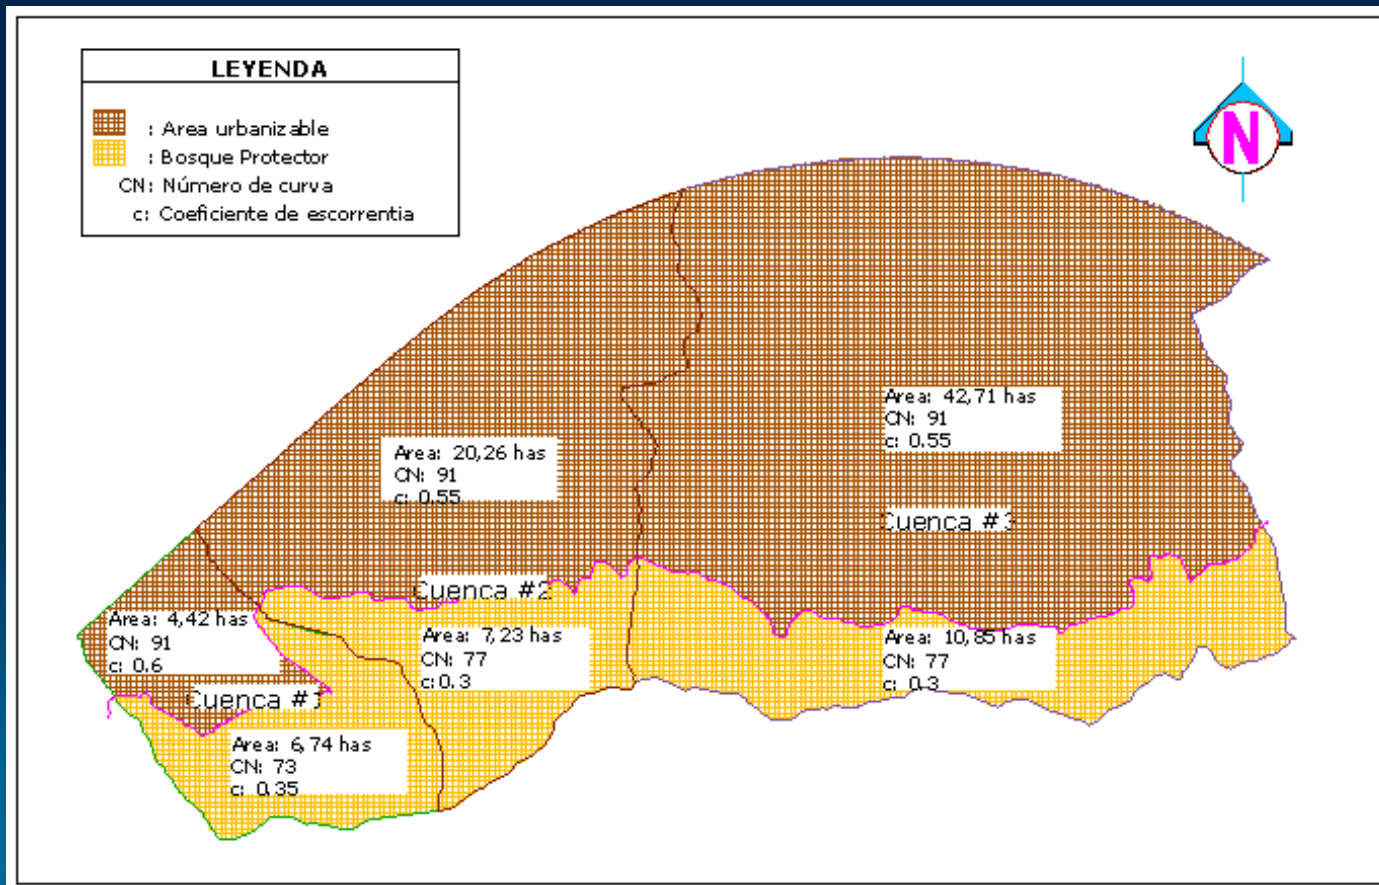 LEYENDA
: Area urbanizable
: Bosque Protector
CN: Número de curva
c: Coeficiente de escorrentia
N
Area: 42,71 has
CN: 91
c: 0.55
Area: 20,26 has
CN: 91
c: 0.55
Cuenca #3
Cuenca #2
Area: 4,42 has
CN: 91
c: 0.6
Area: 7,23 has
CN: 77
c:0.3
Area: 10,85 has
CN: 77
c: 0.3
Cuenca #1
Area: 6,74 has
CN: 73
c: 0.35